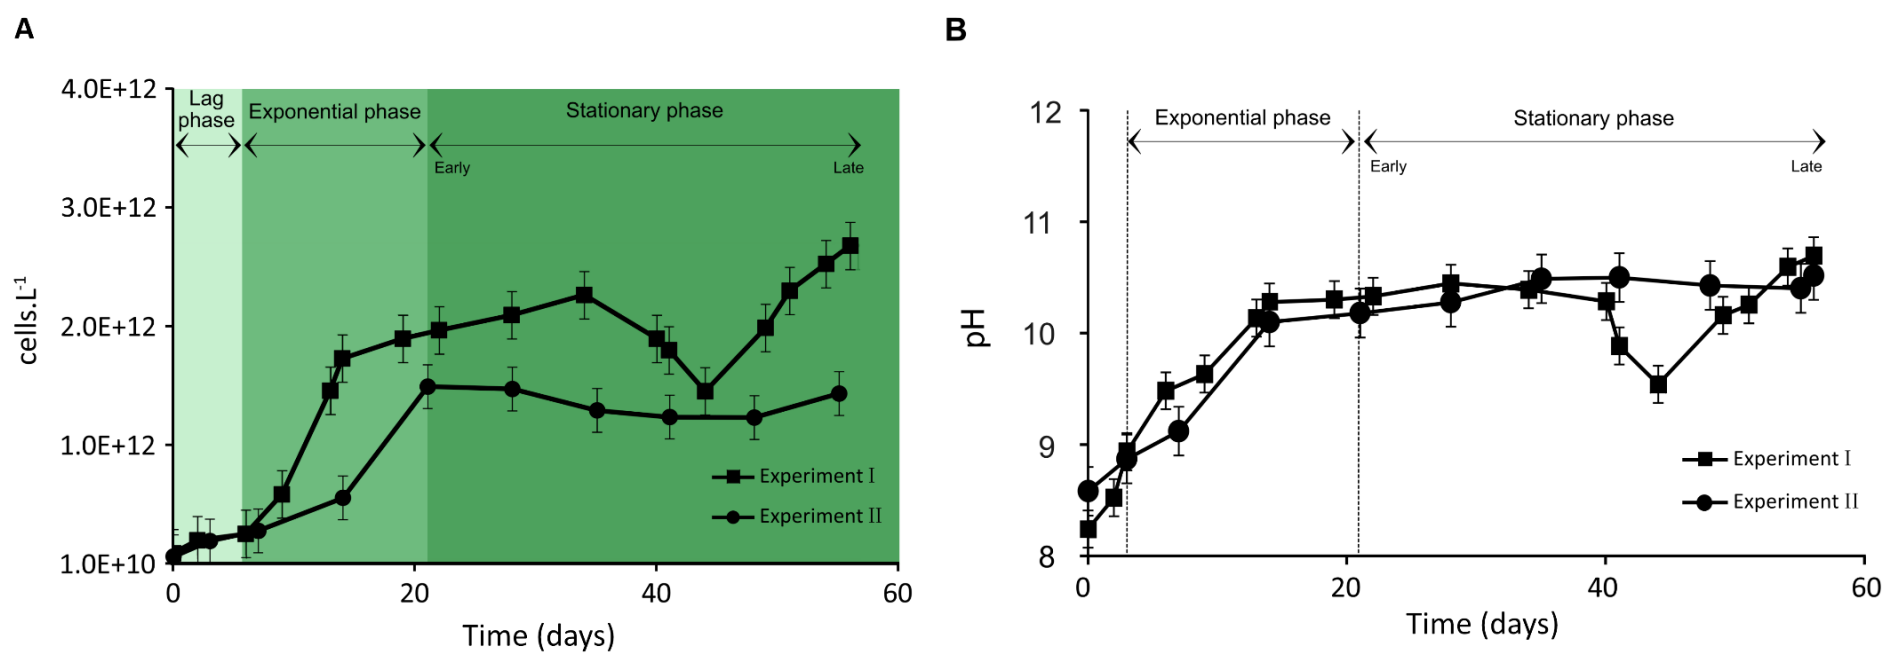 A
4.0E+12
3.0E+12
2.0E+12
1.0E+12
1.0E+10
cells.L-1
Lag
phase
Exponential phase
Stationary phase
Early
Late
Experiment I
Experiment II
0
20
40
60
Time (days)
B
12
11
10
9
8
pH
Exponential phase
Stationary phase
Early
Late
Experiment I
Experiment II
0
20
40
60
Time (days)